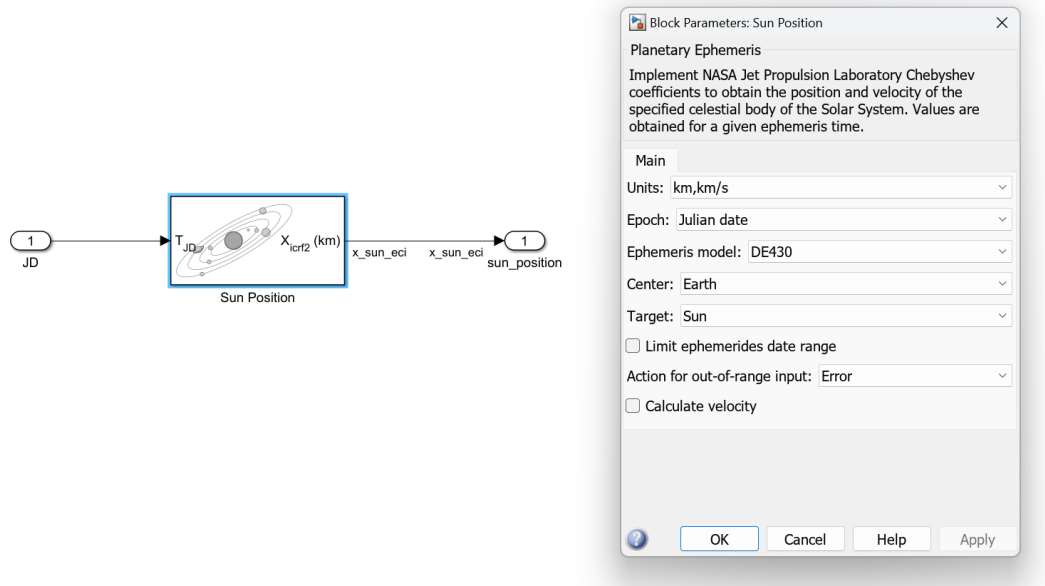 1
JD
T
JD
X
icrf2
(km)
Sun Position
x_sun_eci
x_sun_eci
1
sun_position
Block Parameters: Sun Position
Planetary Ephemeris
Implement NASA Jet Propulsion Laboratory Chebyshev
coefficients to obtain the position and velocity of the
specified celestial body of the Solar System. Values are
obtained for a given ephemeris time.
Main
Units: km,km/s
Epoch: Julian date
Ephemeris model: DE430
Center: Earth
Target: Sun
Limit ephemerides date range
Action for out-of-range input: Error
Calculate velocity
OK Cancel Help Apply